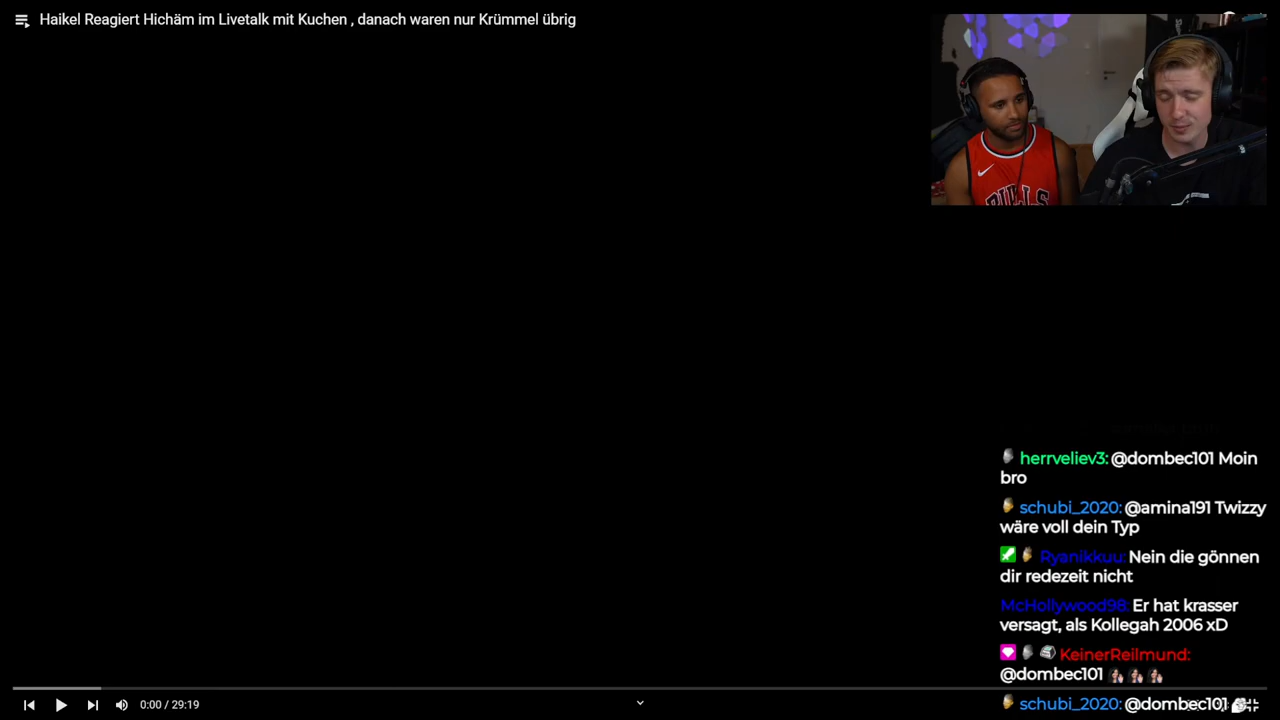 Haikel Reagiert Hichäm im Livetalk mit Kuchen , danach waren nur Krümmel übrig
BULLS
herrveliev3: @dombec101 Moin
bro
schubi_2020: @amina191 Twizzy
wäre voll dein Typ
Ryanikkuu: Nein die gönnen
dir redezeit nicht
McHollywood98: Er hat krasser
versagt, als Kollegah 2006 xD
KeinerReilmund:
@dombec101
schubi_2020: @dombec101
0:00 / 29:19